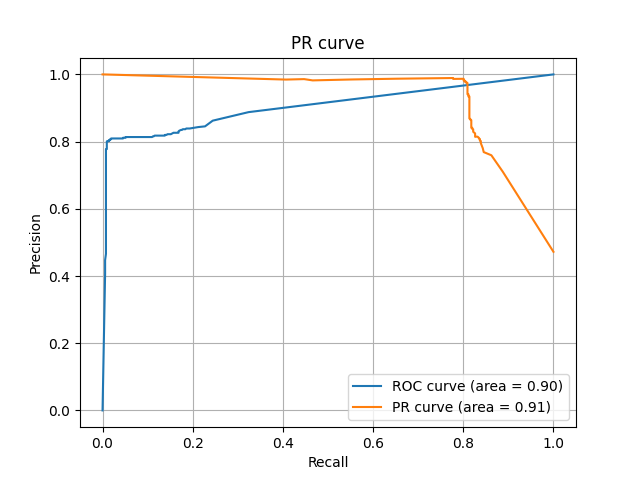 PR curve
Precision
1.0
0.8
0.6
0.4
0.2
0.0
ROC curve (area = 0.90)
PR curve (area = 0.91)
0.0 0.2 0.4 0.6 0.8 1.0
Recall